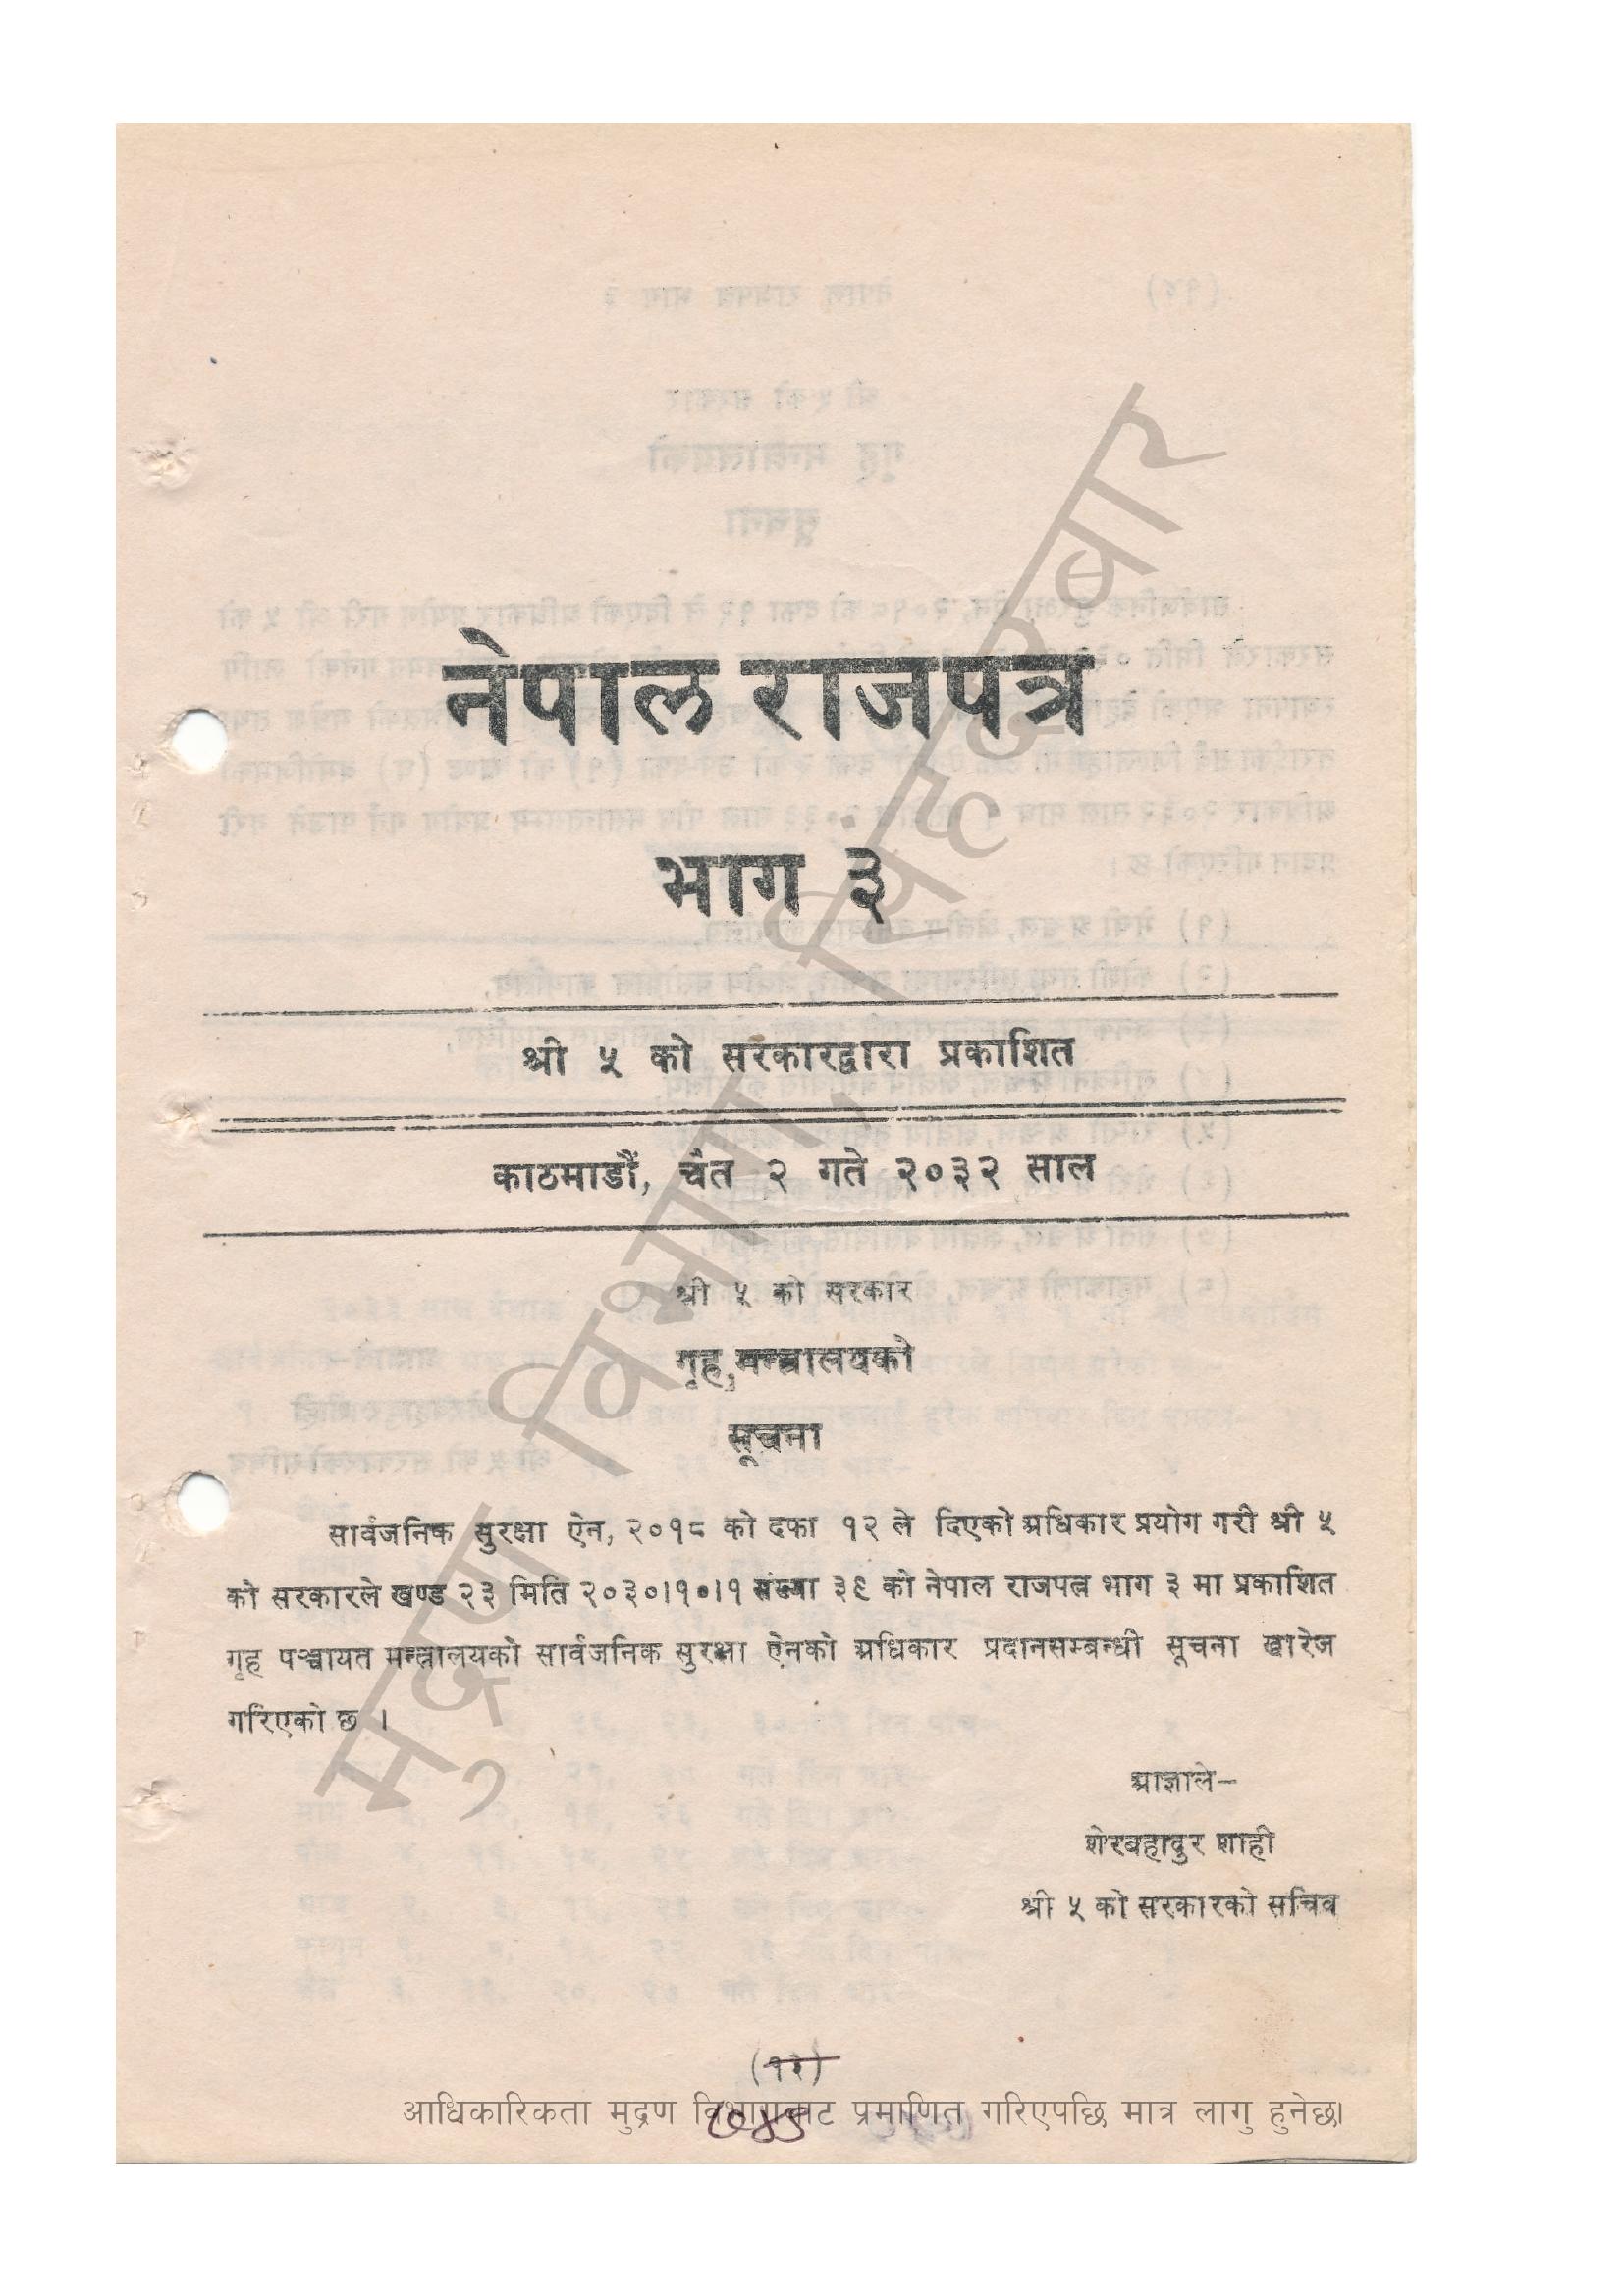 नेपाल राजपत्र
भाग ३
श्री ५ को सरकारद्वारा प्रकाशित
काठमाडौं, चैत २ गते २०३२ साल
श्री ५ को सरकार
गृह मन्त्रालयको
सूचना
सार्वजनिक सुरक्षा ऐन, २०१८ को दफा १२ ले दिएको अधिकार प्रयोग गरी श्री ५
को सरकारले खण्ड २३ मिति २०३०।१०।१ संख्या ३९ को नेपाल राजपत्र भाग ३ मा प्रकाशित
गृह पञ्चायत मन्त्रालयको सार्वजनिक सुरक्षा ऐनको अधिकार प्रदानसम्बन्धी सूचना खारेज
गरिएको छ ।
आज्ञाले—
शेरबहादुर शाही
श्री ५ को सरकारको सचिव
आधिकारिकता मुद्रण विभागबाट प्रमाणित गरिएपछि मात्र लागु हुनेछ।
मुद्रण विभाग, सिंहदरबार